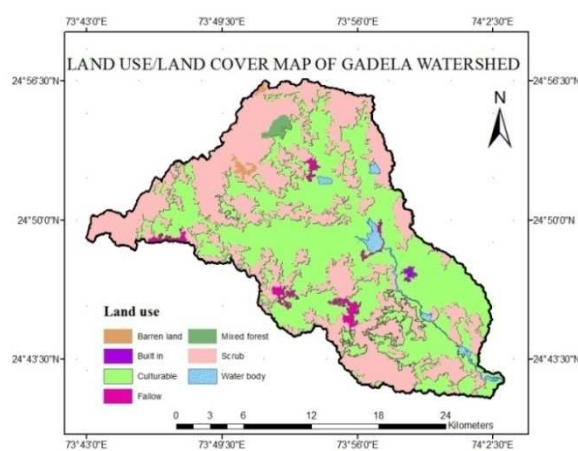 73°43'0"E 73°49'30"E 73°56'0"E 74°2'30"E
LAND USE/LAND COVER MAP OF GADELA WATERSHED
24°56'30"N 24°56'30"N
N
24°50'0"N 24°50'0"N
Land use
Barren land Mixed forest
Built in Scrub
Culturable Water body
Fallow
24°43'30"N 24°43'30"N
0 3 6 12 18 24
Kilometers
73°43'0"E 73°49'30"E 73°56'0"E 74°2'30"E